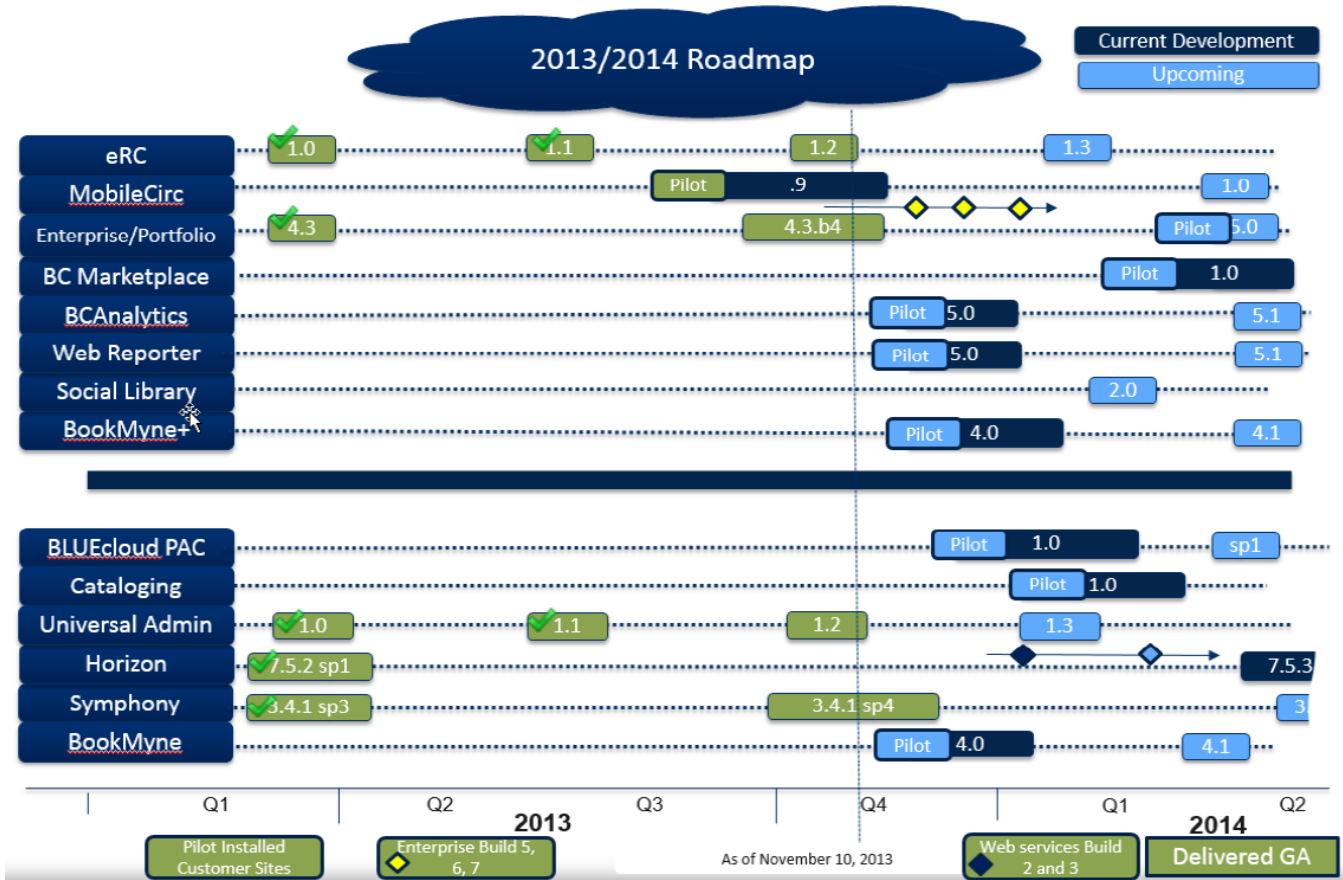 2013/2014 Roadmap
Current Development
Upcoming
eRC 1.0 1.1 1.2 1.3
MobileCirc Pilot .9 1.0
Enterprise/Portfolio 4.3 4.3.b4 Pilot 5.0
BC Marketplace Pilot 1.0
BCAnalytics Pilot 5.0 5.1
Web Reporter Pilot 5.0 5.1
Social Library 2.0
BookMyne+ Pilot 4.0 4.1
BLUEcloud PAC Pilot 1.0 sp1
Cataloging Pilot 1.0
Universal Admin 1.0 1.1 1.2 1.3
Horizon 7.5.2 sp1 7.5.3
Symphony 3.4.1 sp3 3.4.1 sp4 3.
BookMyne Pilot 4.0 4.1
Q1 Q2 Q3 Q4 Q1 Q2
2013 2014
Pilot Installed
Customer Sites
Enterprise Build 5,
6, 7
As of November 10, 2013
Web services Build
2 and 3
Delivered GA